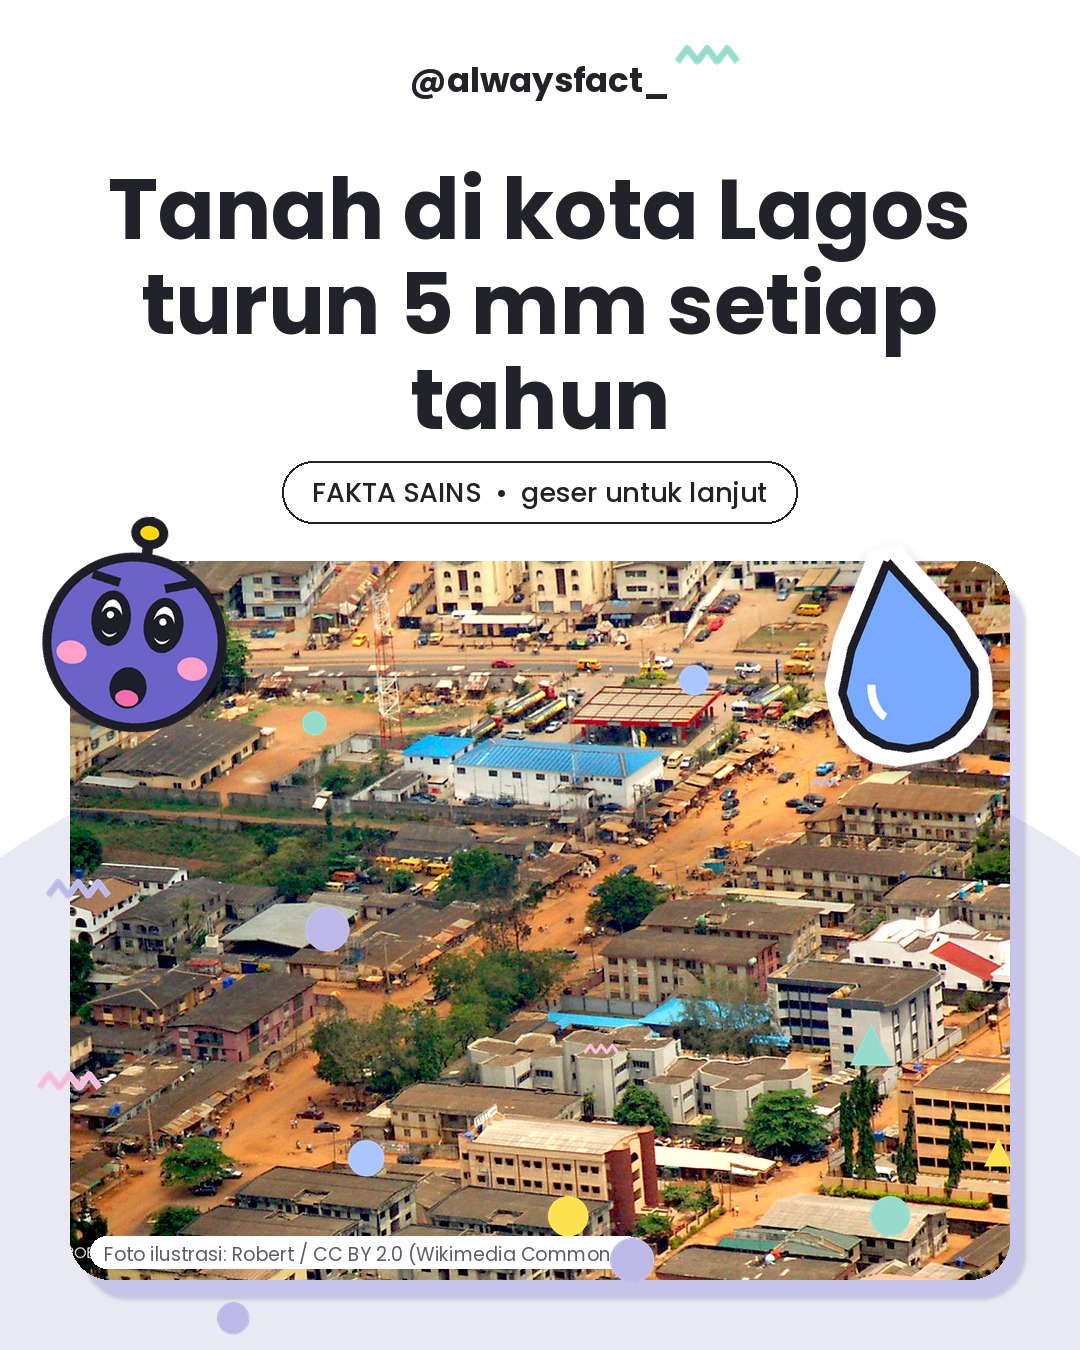 @alwaysfact_
Tanah di kota Lagos
turun 5 mm setiap
tahun
FAKTA SAINS • geser untuk lanjut
Foto ilustrasi: Robert / CC BY 2.0 (Wikimedia Common